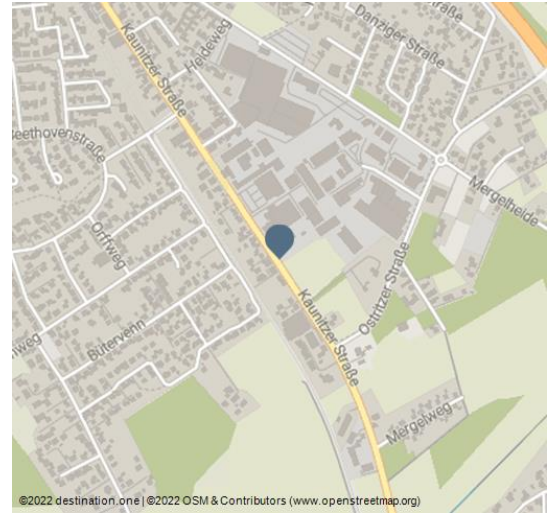 Danziger Straße
Kaunitzer Straße
Heideweg
Beethovenstraße
Mergelheide
Orffweg
Ostritzer Straße
Kaunitzer Straße
Bütervenn
Mergelweg
©2022 destination.one | ©2022 OSM & Contributors (www.openstreetmap.org)